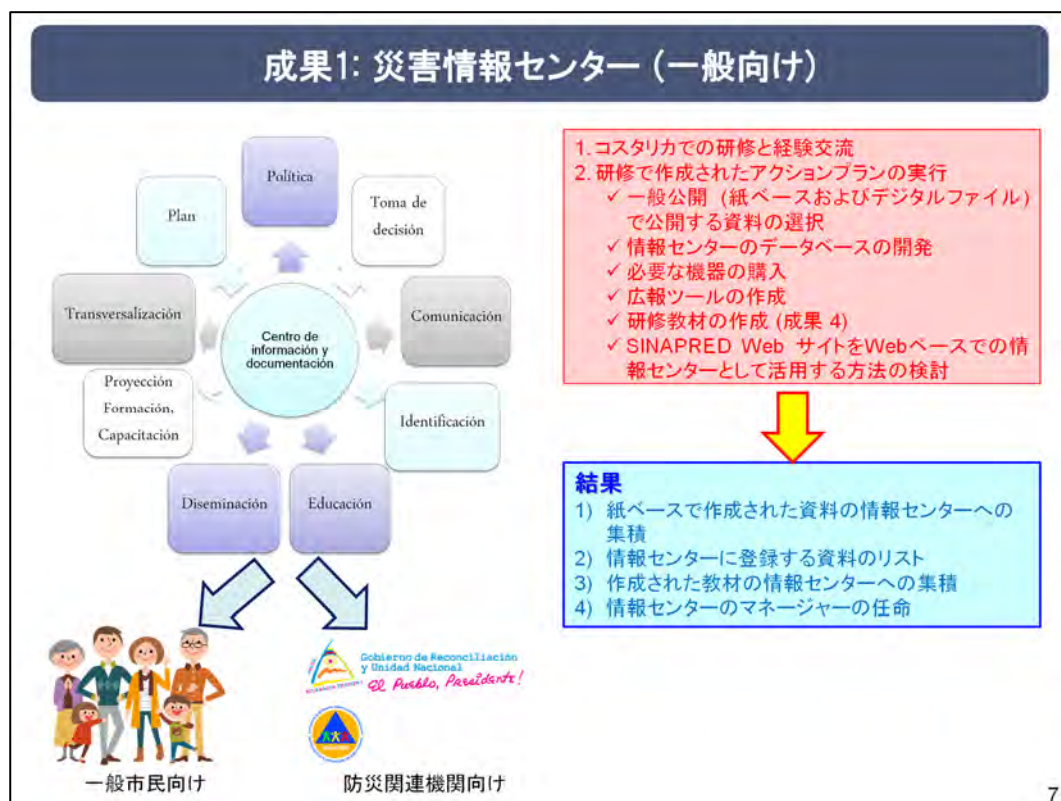 成果1: 災害情報センター (一般向け)
Política
Plan
Toma de
decisión
Transversalización
Comunicación
Centro de
información y
documentación
Proyección
Formación,
Capacitación
Identificación
Diseminación
Educación
一般市民向け
Gobierno de Reconciliación
y Unidad Nacional
El Pueblo, Presidente!
防災関連機関向け
1. コスタリカでの研修と経験交流
2. 研修で作成されたアクションプランの実行
✓ 一般公開 (紙ベースおよびデジタルファイル)
で公開する資料の選択
✓ 情報センターのデータベースの開発
✓ 必要な機器の購入
✓ 広報ツールの作成
✓ 研修教材の作成 (成果 4)
✓ SINAPRED Web サイトをWebベースでの情
報センターとして活用する方法の検討
結果
1) 紙ベースで作成された資料の情報センターへの
集積
2) 情報センターに登録する資料のリスト
3) 作成された教材の情報センターへの集積
4) 情報センターのマネージャーの任命
7